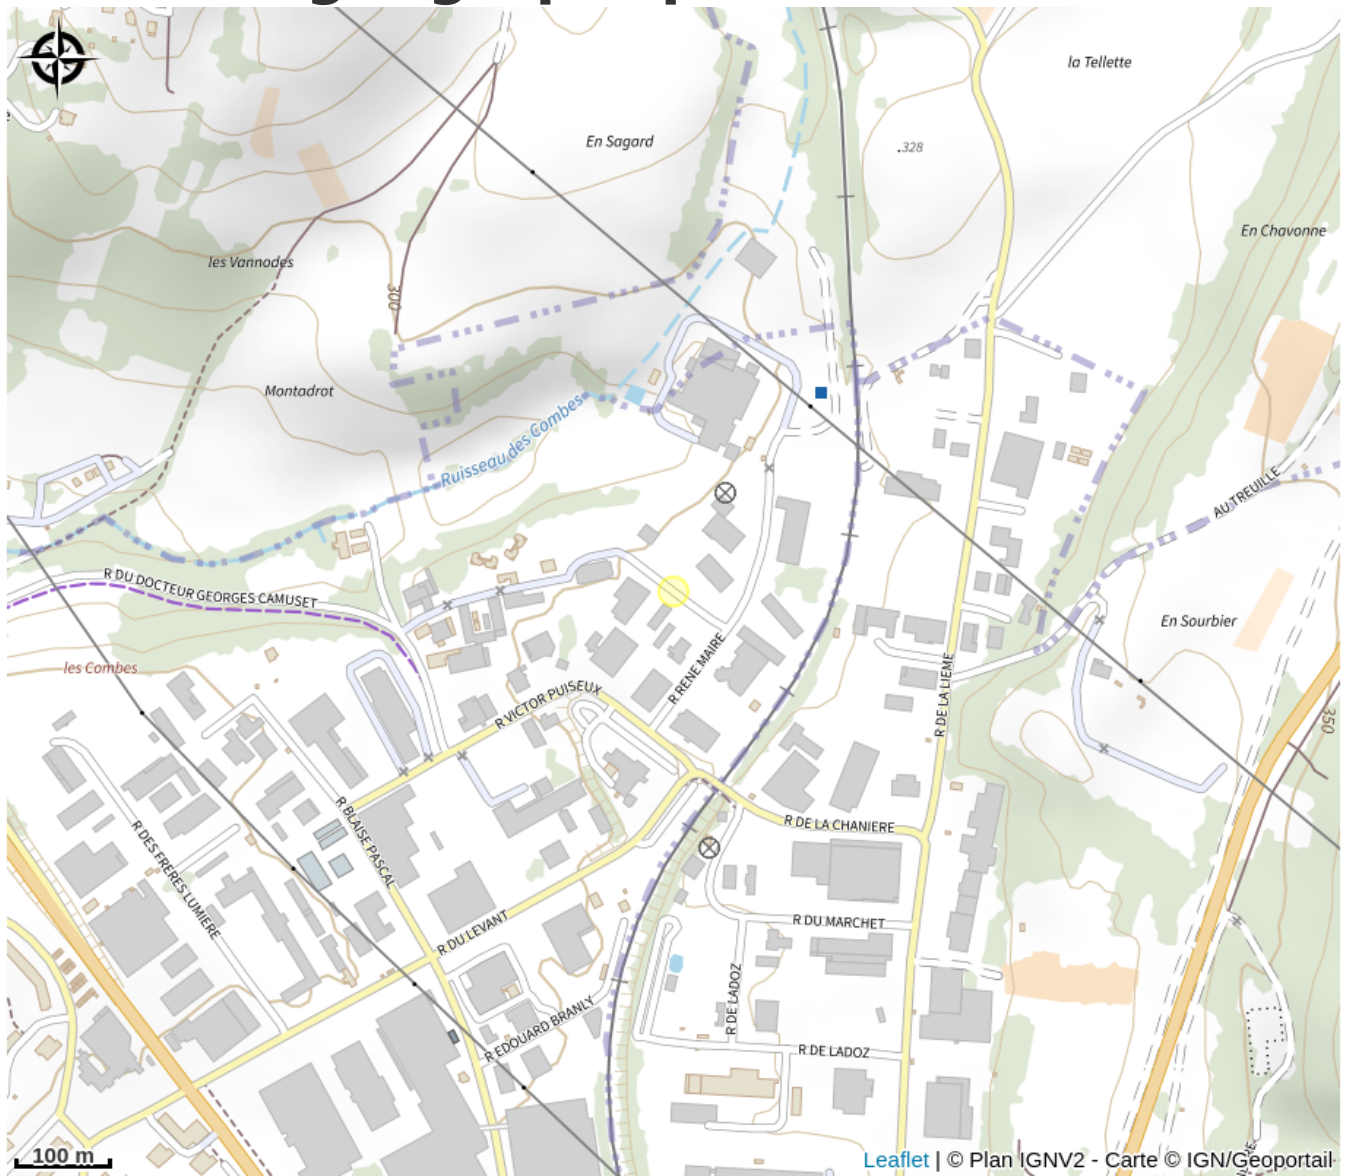 la Tellette
En Sagard
.328
En Chavonne
les Vannodes
300
Montadrot
Ruisseau des Combes
AU TREUILLE
R DU DOCTEUR GEORGES CAMUSET
En Sourbier
les Combes
R RENE MAIRE
R DE LA LIEME
R VICTOR PUISEUX
350
R BLAISE PASCAL
R DES FRERES LUMIERE
R DE LA CHANIERE
R DU LEVANT
R DU MARCHET
R DE LADOZ
R EDOUARD BRANLY
R DE LADOZ
100 m
Leaflet | © Plan IGNV2 - Carte © IGN/Geoportail